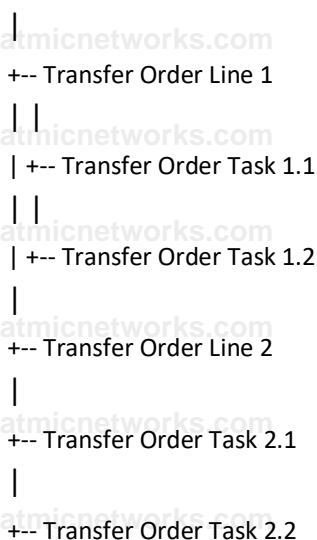 |
atmicnetworks.com
+-- Transfer Order Line 1
| |
atmicnetworks.com
| +-- Transfer Order Task 1.1
| |
atmicnetworks.com
| +-- Transfer Order Task 1.2
|
atmicnetworks.com
+-- Transfer Order Line 2
|
atmicnetworks.com
+-- Transfer Order Task 2.1
|
atmicnetworks.com
+-- Transfer Order Task 2.2